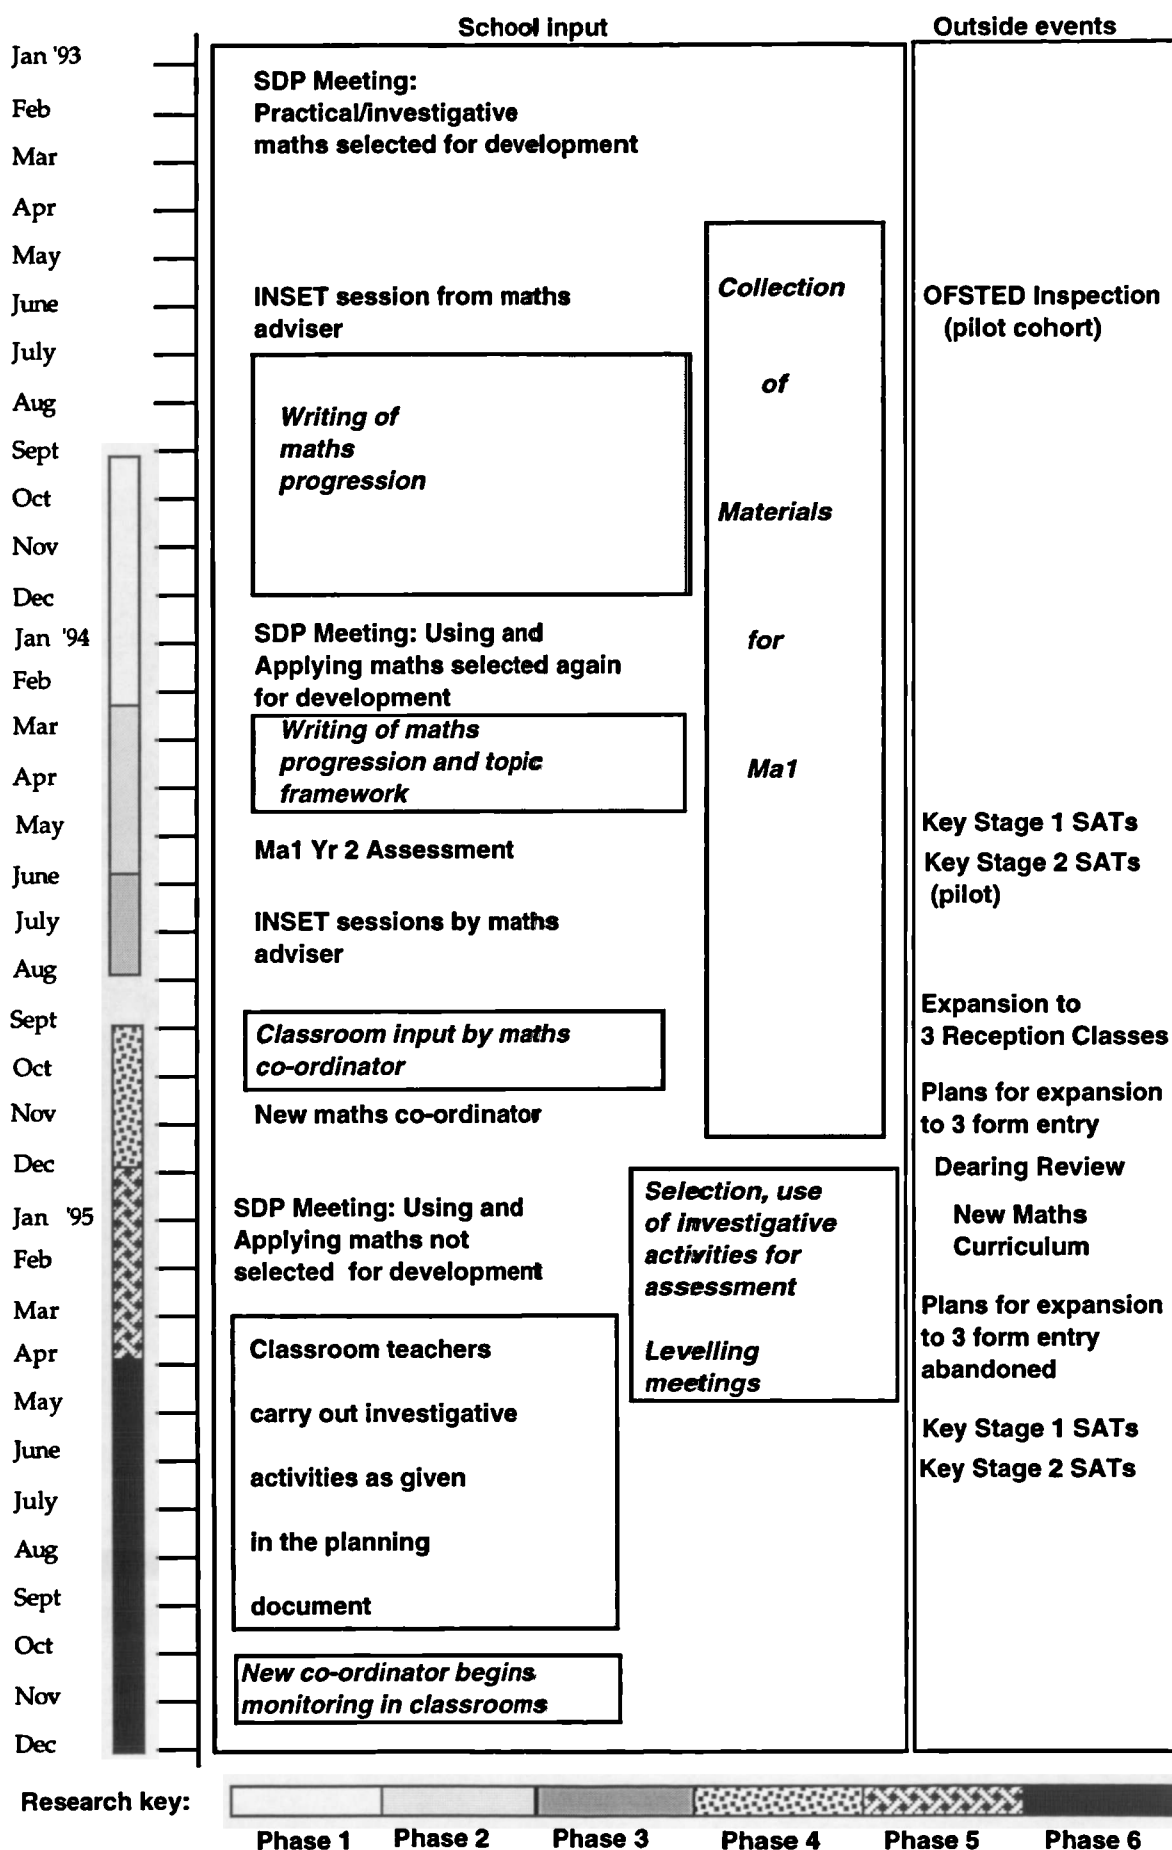 School input
Outside events
Jan '93
Feb
Mar
Apr
May
June
July
Aug
Sept
Oct
Nov
Dec
Jan '94
Feb
Mar
Apr
May
June
July
Aug
Sept
Oct
Nov
Dec
Jan '95
Feb
Mar
Apr
May
June
July
Aug
Sept
Oct
Nov
Dec
SDP Meeting:
Practical/investigative
maths selected for development
INSET session from maths
adviser
Writing of
maths
progression
SDP Meeting: Using and
Applying maths selected again
for development
Writing of maths
progression and topic
framework
Ma1 Yr 2 Assessment
INSET sessions by maths
adviser
Classroom input by maths
co-ordinator
New maths co-ordinator
SDP Meeting: Using and
Applying maths not
selected for development
Classroom teachers
carry out investigative
activities as given
in the planning
document
New co-ordinator begins
monitoring in classrooms
Collection
of
Materials
for
Ma1
Selection, use
of investigative
activities for
assessment
Levelling
meetings
OFSTED Inspection
(pilot cohort)
Key Stage 1 SATs
Key Stage 2 SATs
(pilot)
Expansion to
3 Reception Classes
Plans for expansion
to 3 form entry
Dearing Review
New Maths
Curriculum
Plans for expansion
to 3 form entry
abandoned
Key Stage 1 SATs
Key Stage 2 SATs
Research key:
Phase 1
Phase 2
Phase 3
Phase 4
Phase 5
Phase 6